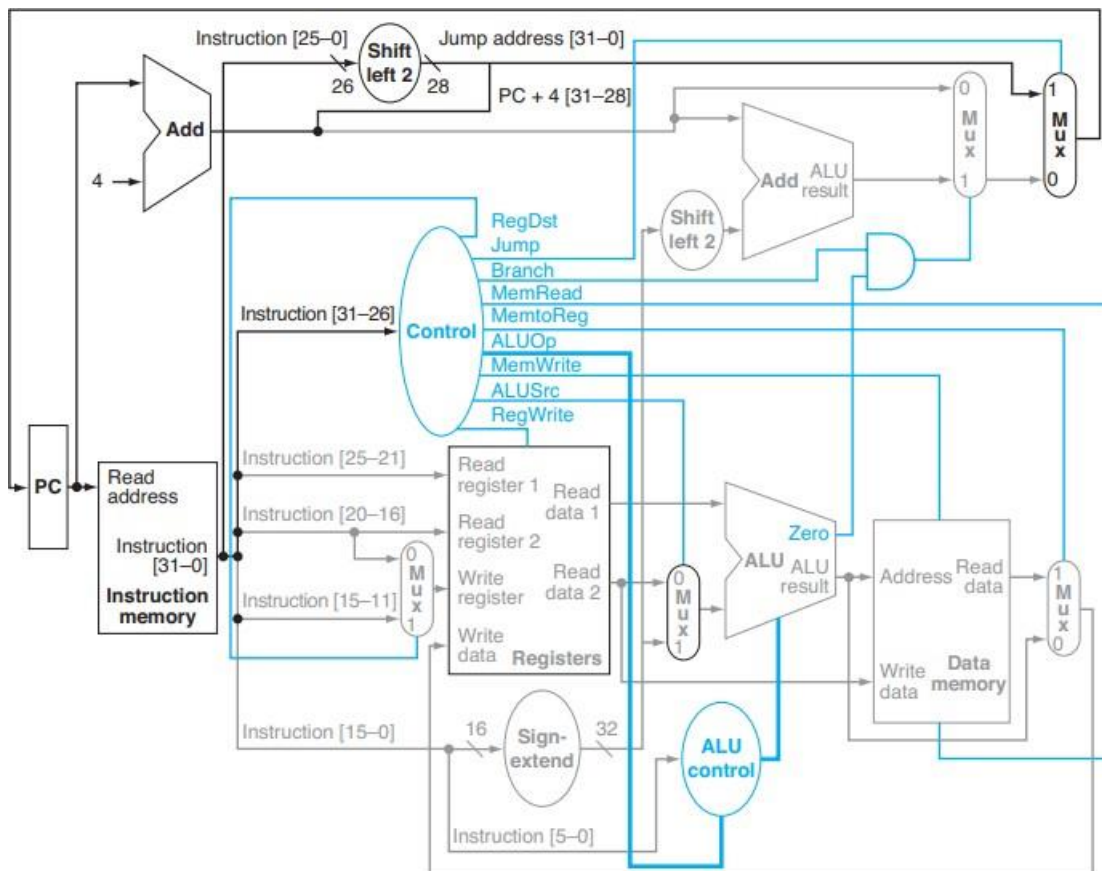 Instruction [25–0]
Shift
left 2
Jump address [31–0]
26
28
PC + 4 [31–28]
Add
4
0
M
u
x
1
1
M
u
x
0
Add
ALU
result
Shift
left 2
RegDst
Jump
Branch
MemRead
MemtoReg
ALUOp
MemWrite
ALUSrc
RegWrite
Instruction [31–26]
Control
PC
Read
address
Instruction
[31–0]
Instruction
memory
Instruction [25–21]
Instruction [20–16]
Instruction [15–11]
0
M
u
x
1
Read
register 1
Read
register 2
Write
register
Write
data
Read
data 1
Read
data 2
Registers
0
M
u
x
1
Zero
ALU
ALU
result
Address
Read
data
Write
data
Data
memory
1
M
u
x
0
Instruction [15–0]
16
Sign-
extend
32
ALU
control
Instruction [5–0]